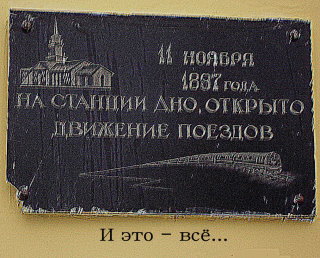 11 НОЯБРЯ
1897 ГОДА
НА СТАНЦИИ ДНО, ОТКРЫТО
ДВИЖЕНИЕ ПОЕЗДОВ
И это - всё...